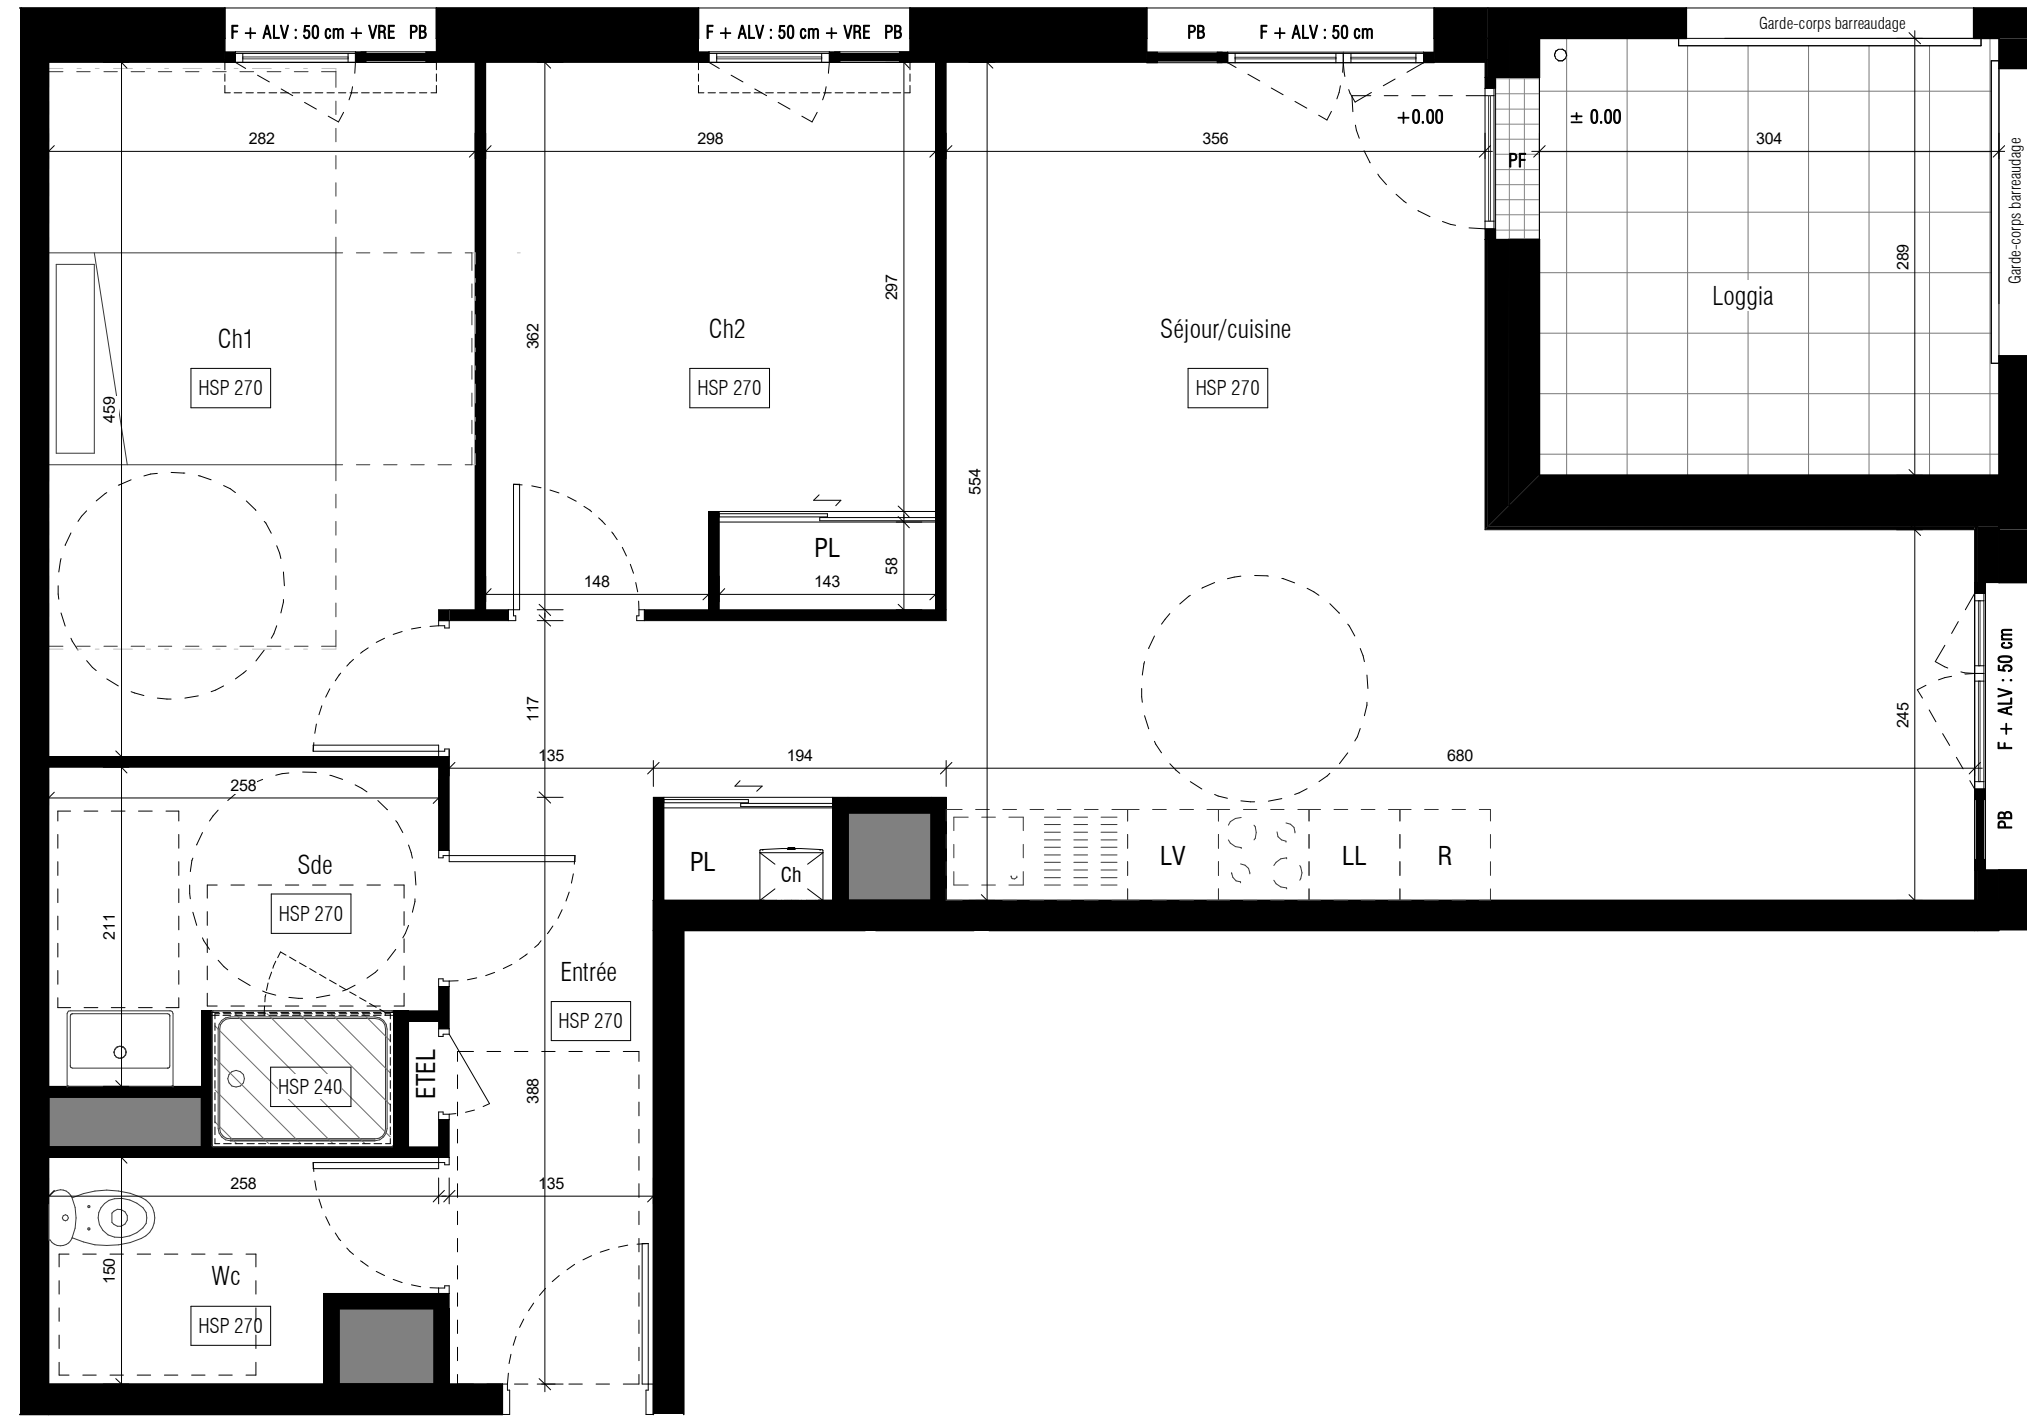 F + ALV : 50 cm + VRE PB
F + ALV : 50 cm + VRE PB
PB F + ALV : 50 cm
Garde-corps barreaudage
+0.00
± 0.00
282
298
356
PF
304
Garde-corps barreaudage
289
297
Loggia
Ch1
HSP 270
362
Ch2
HSP 270
Séjour/cuisine
HSP 270
459
554
PL
58
148
143
117
135
194
680
245
F + ALV : 50 cm
PB
258
Sde
HSP 270
211
PL
Ch
LV
LL
R
Entrée
HSP 270
HSP 240
ETEL
388
258
135
150
Wc
HSP 270